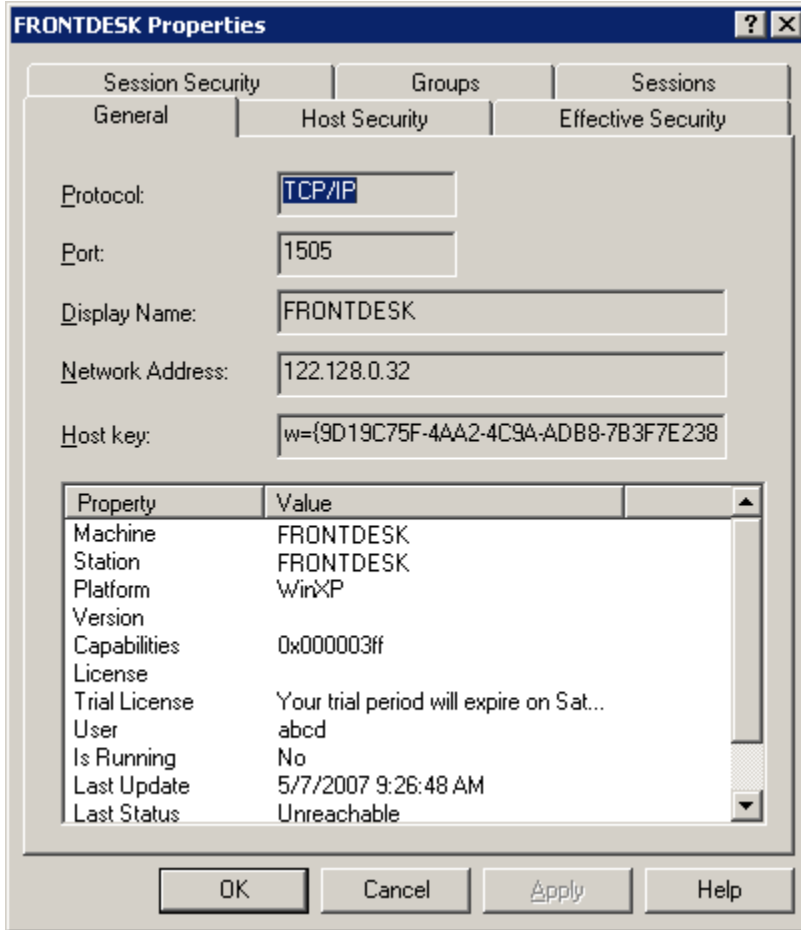 FRONTDESK Properties
Session Security Groups Sessions
General Host Security Effective Security
Protocol: TCP/IP
Port: 1505
Display Name: FRONTDESK
Network Address: 122.128.0.32
Host key: w={9D19C75F-4AA2-4C9A-ADB8-7B3F7E238
Property Value
Machine FRONTDESK
Station FRONTDESK
Platform WinXP
Version
Capabilities 0x000003ff
License
Trial License Your trial period will expire on Sat...
User abcd
Is Running No
Last Update 5/7/2007 9:26:48 AM
Last Status Unreachable
OK Cancel Apply Help